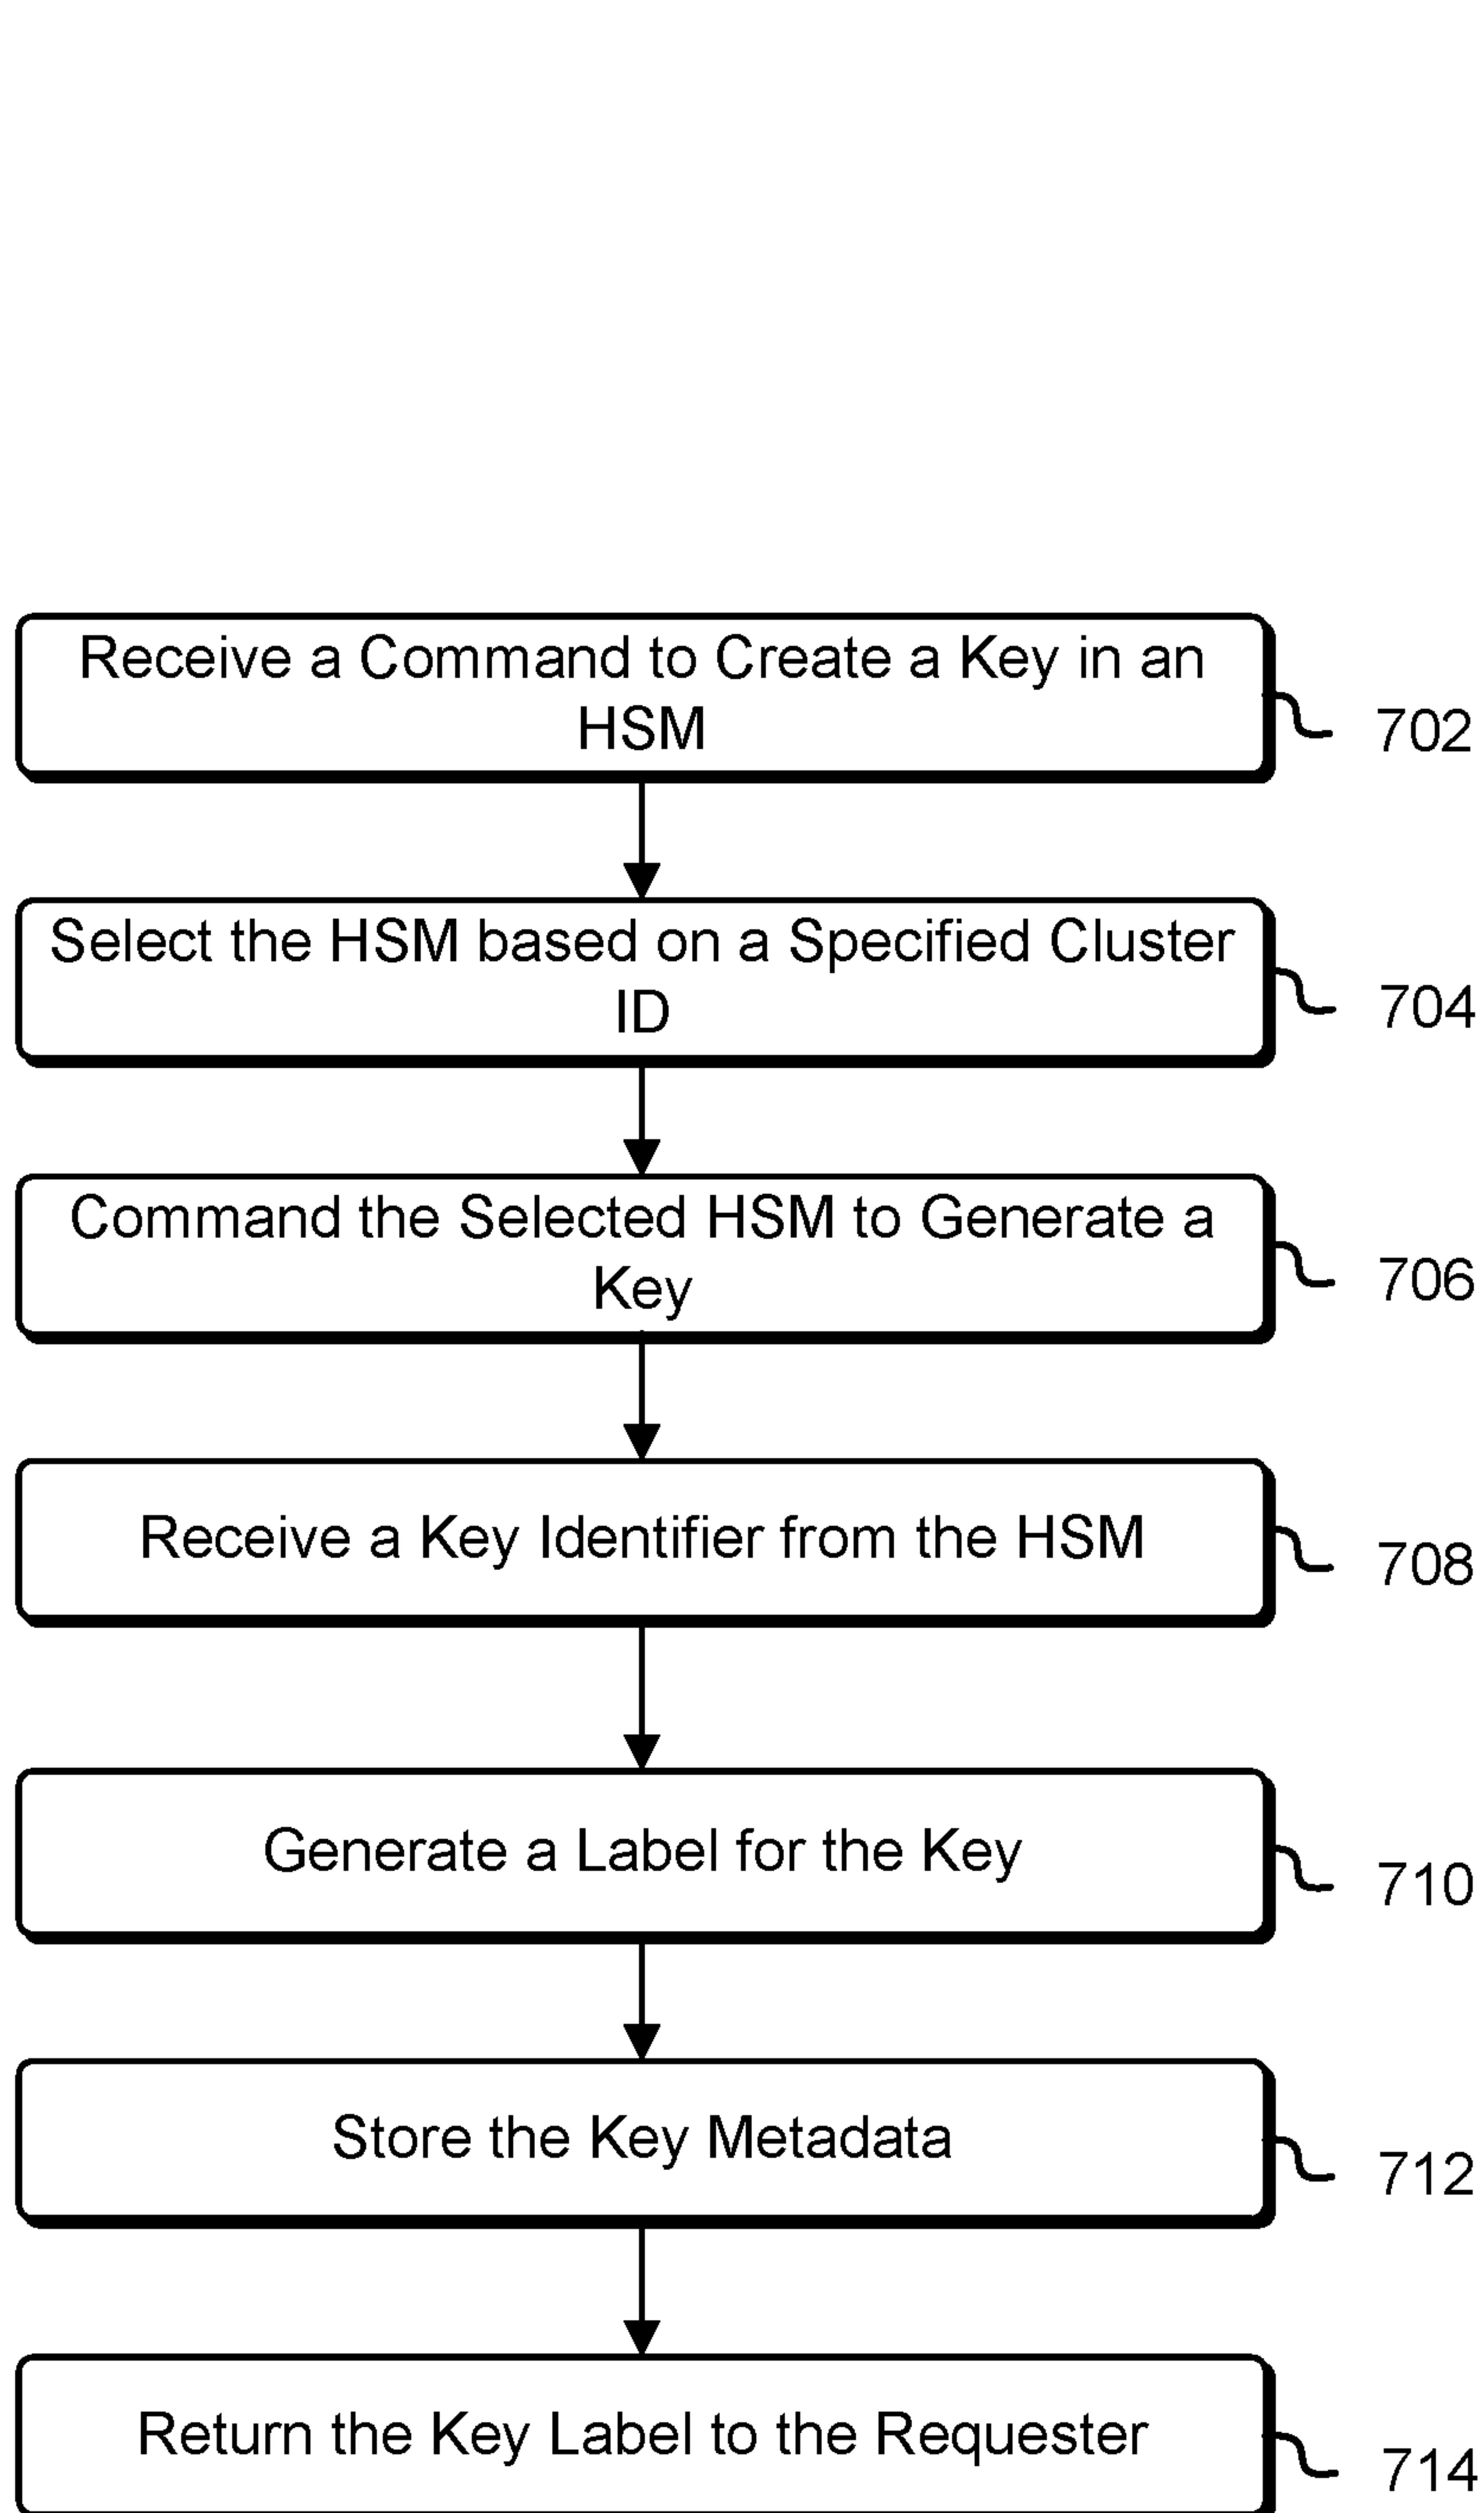 Receive a Command to Create a Key in an
HSM
702
Select the HSM based on a Specified Cluster
ID
704
Command the Selected HSM to Generate a
Key
706
Receive a Key Identifier from the HSM
708
Generate a Label for the Key
710
Store the Key Metadata
712
Return the Key Label to the Requester
714